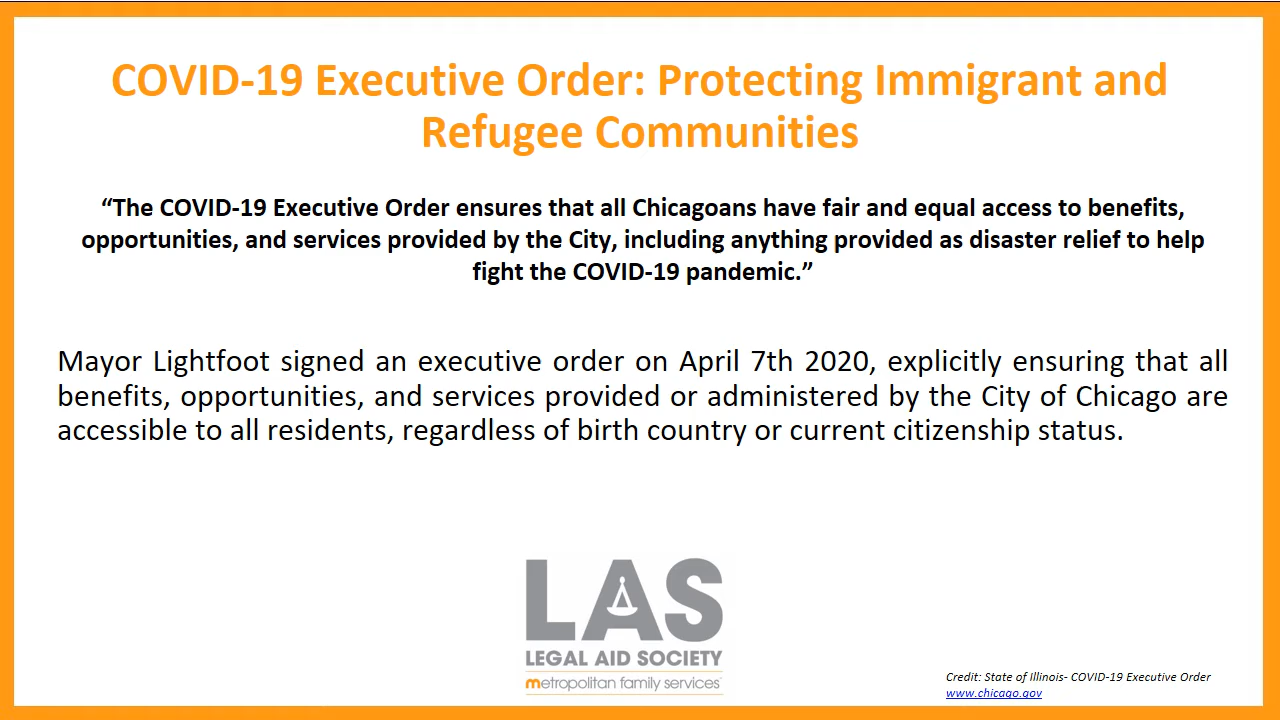 COVID-19 Executive Order: Protecting Immigrant and
Refugee Communities
“The COVID-19 Executive Order ensures that all Chicagoans have fair and equal access to benefits,
opportunities, and services provided by the City, including anything provided as disaster relief to help
fight the COVID-19 pandemic.”
Mayor Lightfoot signed an executive order on April 7th 2020, explicitly ensuring that all
benefits, opportunities, and services provided or administered by the City of Chicago are
accessible to all residents, regardless of birth country or current citizenship status.
LAS
LEGAL AID SOCIETY
metropolitan family services
Credit: State of Illinois- COVID-19 Executive Order
www.chicago.gov